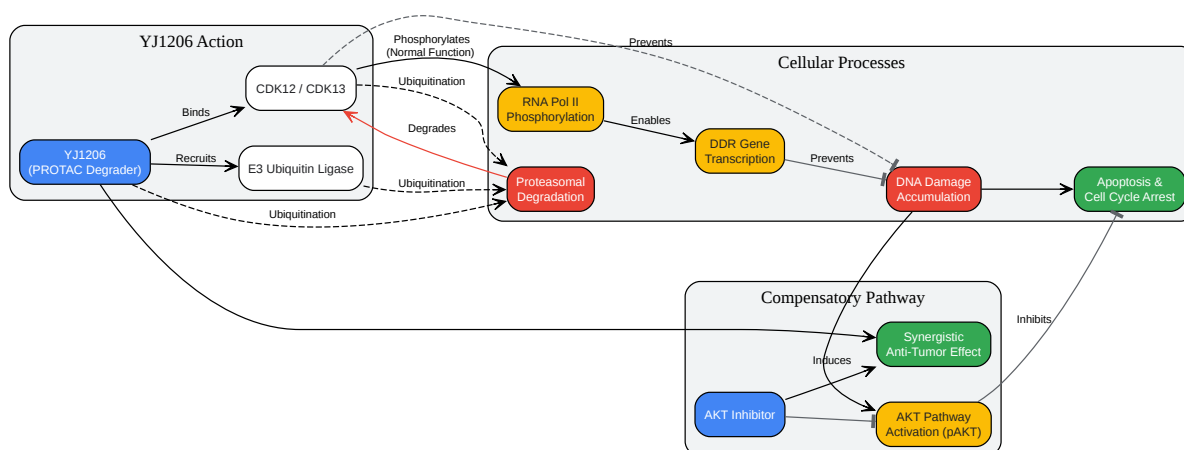 YJ1206 Action
Phosphorylates
(Normal Function)
Prevents
Cellular Processes
CDK12 / CDK13
Ubiquitination
Binds
RNA Pol II
Phosphorylation
Enables
Degrades
DDR Gene
Transcription
Prevents
YJ1206
(PROTAC Degrader)
Recruits
E3 Ubiquitin Ligase
Ubiquitination
Proteasomal
Degradation
DNA Damage
Accumulation
Apoptosis &
Cell Cycle Arrest
Ubiquitination
Compensatory Pathway
Inhibits
Synergistic
Anti-Tumor Effect
Induces
AKT Inhibitor
AKT Pathway
Activation (pAKT)